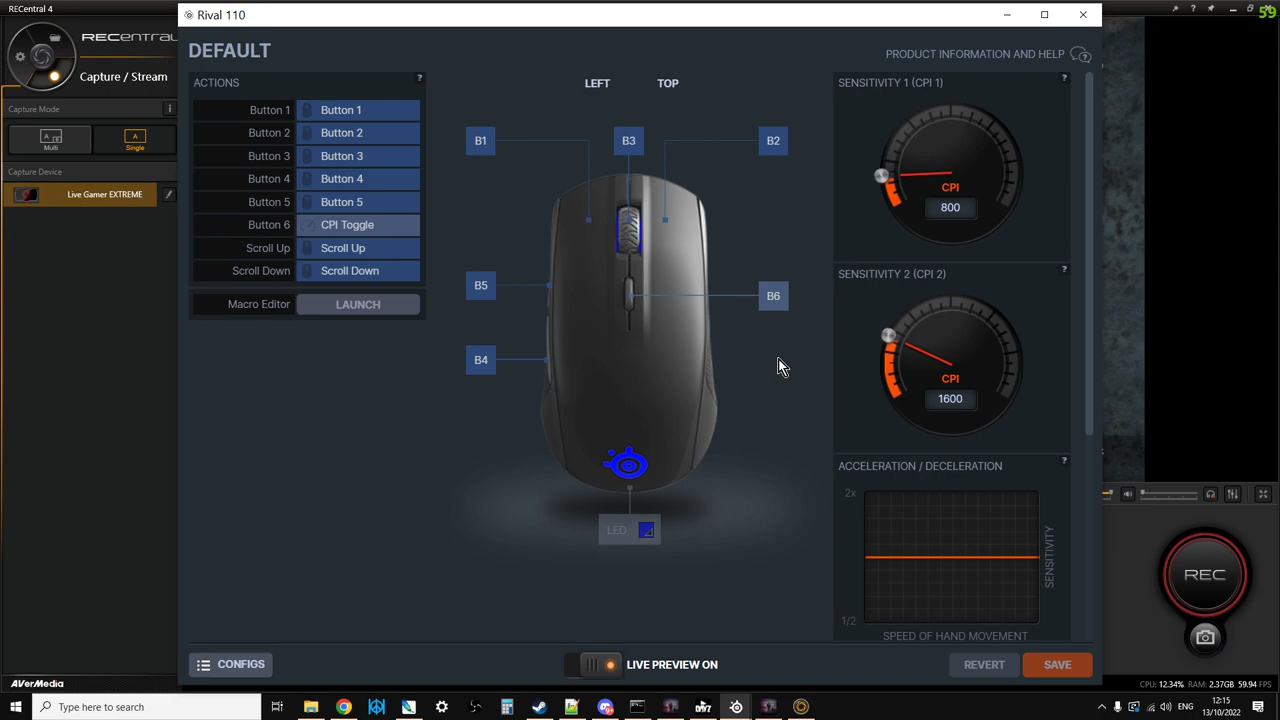 RECentral 4
Rival 110
59
RECENTRAL
Capture / Stream
Capture Mode
i
A
Multi
A
Single
Capture Device
Live Gamer EXTREME
DEFAULT
PRODUCT INFORMATION AND HELP
ACTIONS
?
Button 1 Button 1
Button 2 Button 2
Button 3 Button 3
Button 4 Button 4
Button 5 Button 5
Button 6 CPI Toggle
Scroll Up Scroll Up
Scroll Down Scroll Down
Macro Editor LAUNCH
LEFT TOP
B1 B3 B2
B5 B6
B4
LED
SENSITIVITY 1 (CPI 1)
?
CPI
800
SENSITIVITY 2 (CPI 2)
?
CPI
1600
ACCELERATION / DECELERATION
?
2x
1/2
SENSITIVITY
SPEED OF HAND MOVEMENT
CONFIGS
LIVE PREVIEW ON
REVERT SAVE
REC
AVerMedia
CPU: 12.34% RAM: 2.37GB 59.94 FPS
Type here to search
ENG
12:15
13/10/2022